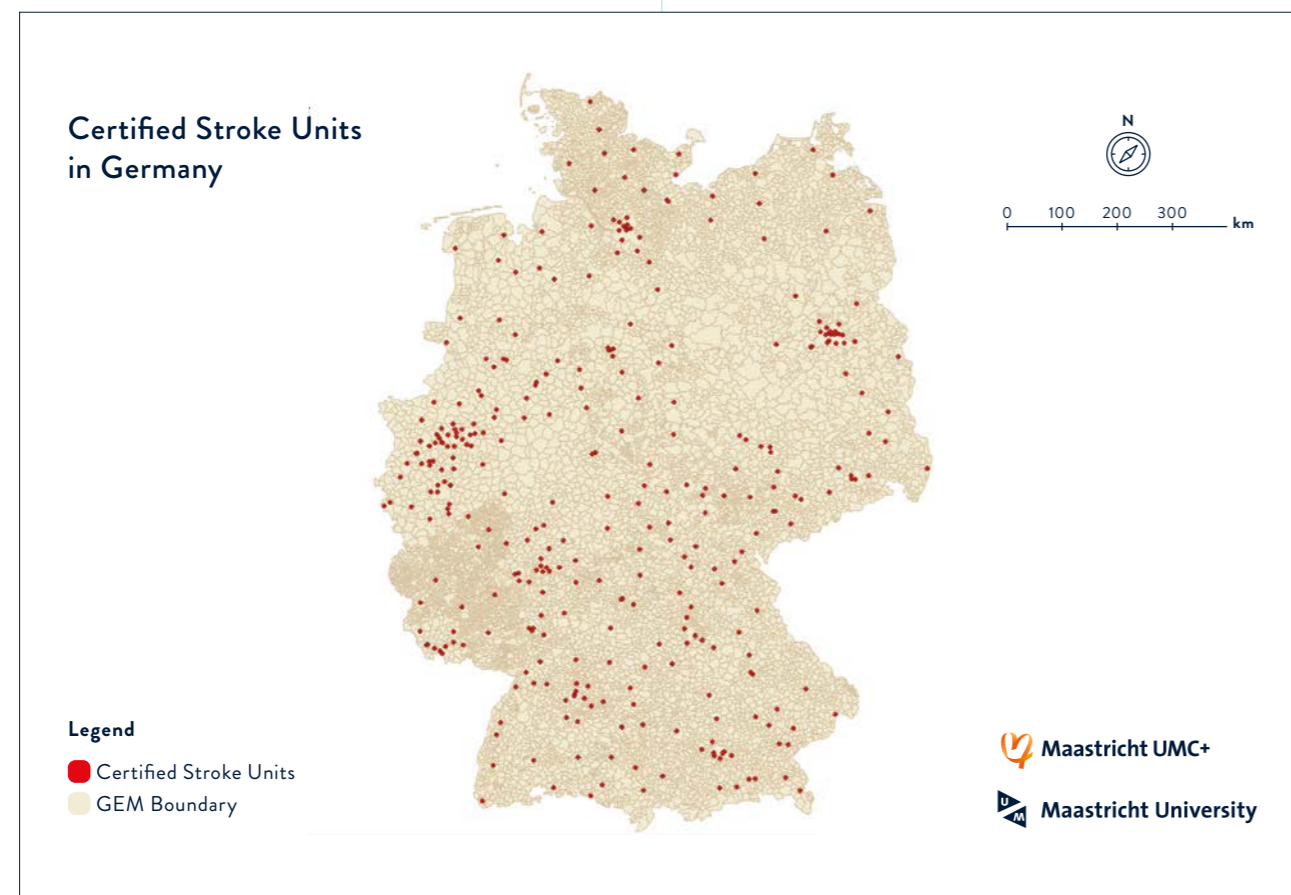 Certified Stroke Units
in Germany
N
0 100 200 300
km
Legend
Certified Stroke Units
GEM Boundary
Maastricht UMC+
U
M
Maastricht University